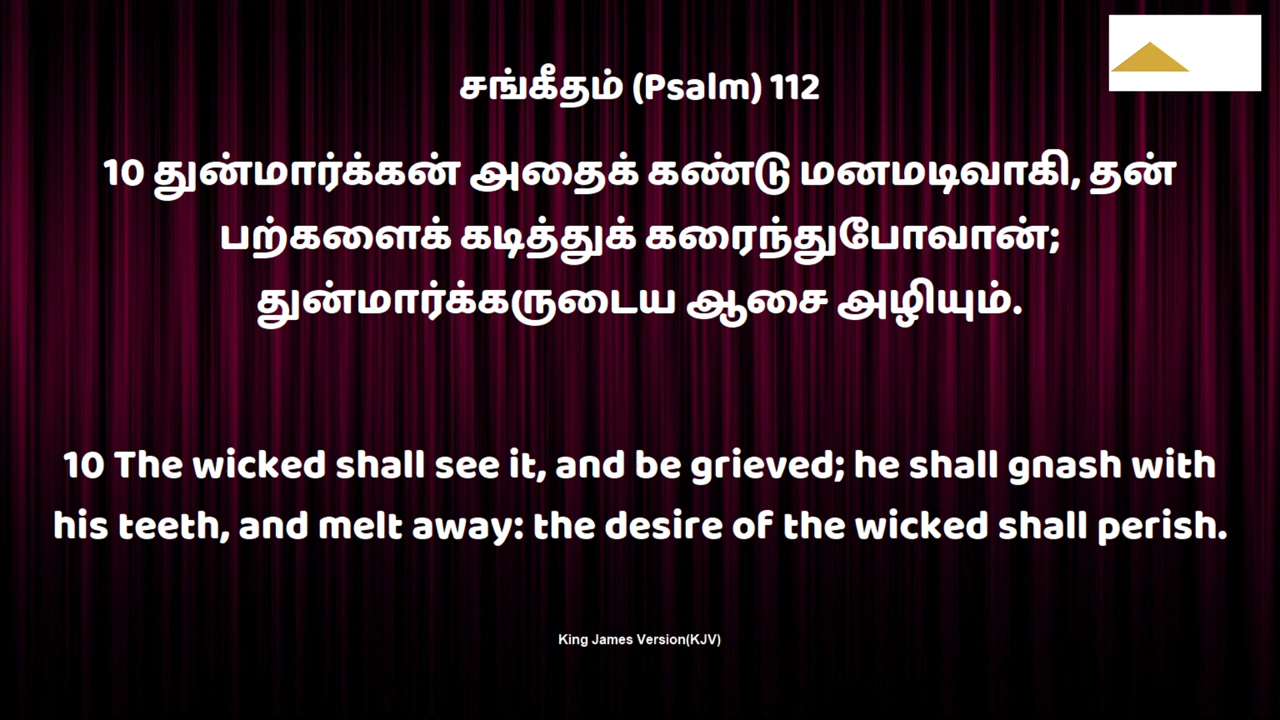 சங்கீதம் (Psalm) 112
10 துன்மார்க்கன் அதைக் கண்டு மனமடிவாகி, தன்
பற்களைக் கடித்துக் கரைந்துபோவான்;
துன்மார்க்கருடைய ஆசை அழியும்.
10 The wicked shall see it, and be grieved; he shall gnash with
his teeth, and melt away: the desire of the wicked shall perish.
King James Version(KJV)